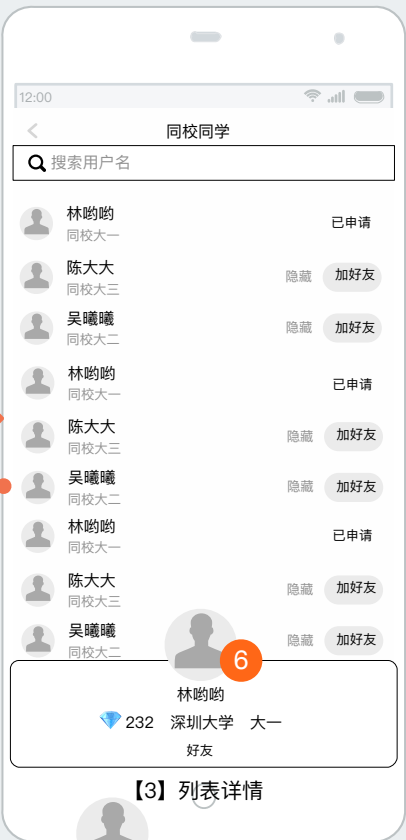 12:00
同校同学
搜索用户名
林哟哟
已申请
同校大一
陈大大
隐藏 加好友
同校大三
吴曦曦
隐藏 加好友
同校大二
林哟哟
已申请
同校大一
陈大大
隐藏 加好友
同校大三
吴曦曦
隐藏 加好友
同校大二
林哟哟
已申请
同校大一
陈大大
隐藏 加好友
同校大三
吴曦曦
隐藏 加好友
同校大二
6
林哟哟
232 深圳大学 大一
好友
【3】列表详情